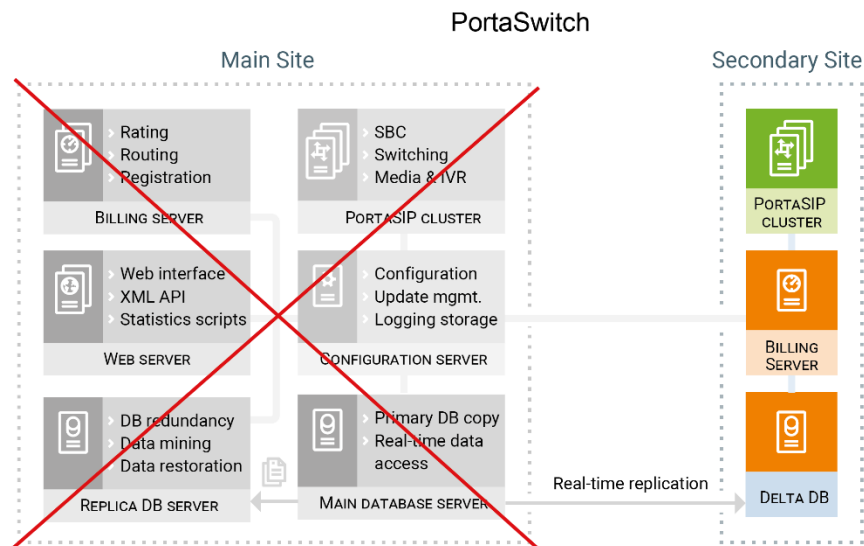 PortaSwitch
Main Site
Secondary Site
Rating
Routing
Registration
BILLING SERVER
SBC
Switching
Media & IVR
PORTASIP CLUSTER
PORTASIP
CLUSTER
Web interface
XML API
Statistics scripts
WEB SERVER
Configuration
Update mgmt.
Logging storage
CONFIGURATION SERVER
BILLING
SERVER
DB redundancy
Data mining
Data restoration
REPLICA DB SERVER
Primary DB copy
Real-time data
access
MAIN DATABASE SERVER
Real-time replication
DELTA DB